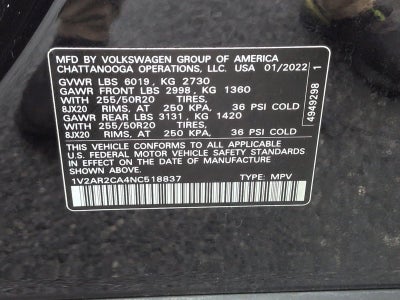 MFD BY VOLKSWAGEN GROUP OF AMERICA
CHATTANOOGA OPERATIONS, LLC. USA 01/2022
GVWR LBS 6019, KG 2730
GAWR FRONT LBS 2998, KG 1360
WITH 255/50R20 TIRES,
8JX20 RIMS, AT 250 KPA, 36 PSI COLD
GAWR REAR LBS 3131, KG 1420
WITH 255/50R20 TIRES,
8JX20 RIMS, AT 250 KPA, 36 PSI COLD
THIS VEHICLE CONFORMS TO ALL APPLICABLE
U.S. FEDERAL MOTOR VEHICLE SAFETY STANDARDS
IN EFFECT ON THE DATE OF MANUFACTURE
SHOWN ABOVE.
1V2AR2CA4NC518837 TYPE: MPV
4949298 1